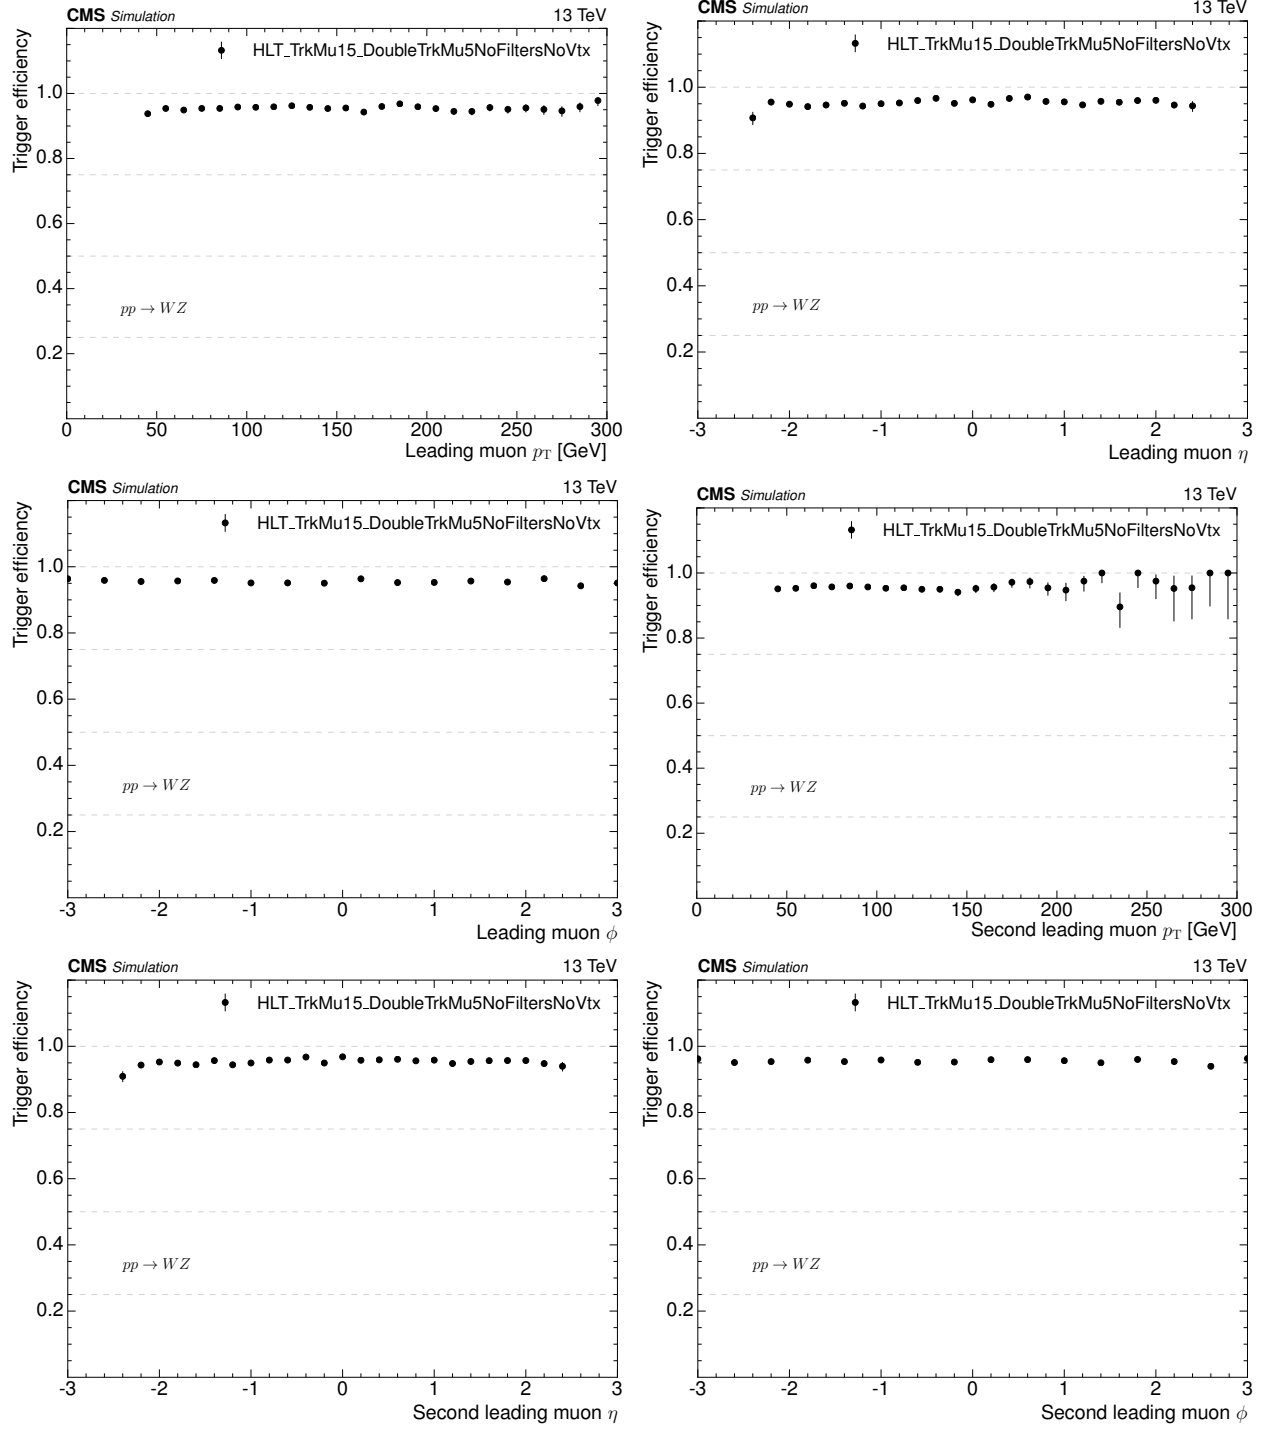 CMS Simulation 13 TeV
HLT_TrkMu15_DoubleTrkMu5NoFiltersNoVtx
Trigger efficiency
1.0
0.8
0.6
0.4
0.2
pp → WZ
0 50 100 150 200 250 300
Leading muon pT [GeV]
CMS Simulation 13 TeV
HLT_TrkMu15_DoubleTrkMu5NoFiltersNoVtx
Trigger efficiency
1.0
0.8
0.6
0.4
0.2
pp → WZ
-3 -2 -1 0 1 2 3
Leading muon η
CMS Simulation 13 TeV
HLT_TrkMu15_DoubleTrkMu5NoFiltersNoVtx
Trigger efficiency
1.0
0.8
0.6
0.4
0.2
pp → WZ
-3 -2 -1 0 1 2 3
Leading muon ϕ
CMS Simulation 13 TeV
HLT_TrkMu15_DoubleTrkMu5NoFiltersNoVtx
Trigger efficiency
1.0
0.8
0.6
0.4
0.2
pp → WZ
0 50 100 150 200 250 300
Second leading muon pT [GeV]
CMS Simulation 13 TeV
HLT_TrkMu15_DoubleTrkMu5NoFiltersNoVtx
Trigger efficiency
1.0
0.8
0.6
0.4
0.2
pp → WZ
-3 -2 -1 0 1 2 3
Second leading muon η
CMS Simulation 13 TeV
HLT_TrkMu15_DoubleTrkMu5NoFiltersNoVtx
Trigger efficiency
1.0
0.8
0.6
0.4
0.2
pp → WZ
-3 -2 -1 0 1 2 3
Second leading muon ϕ